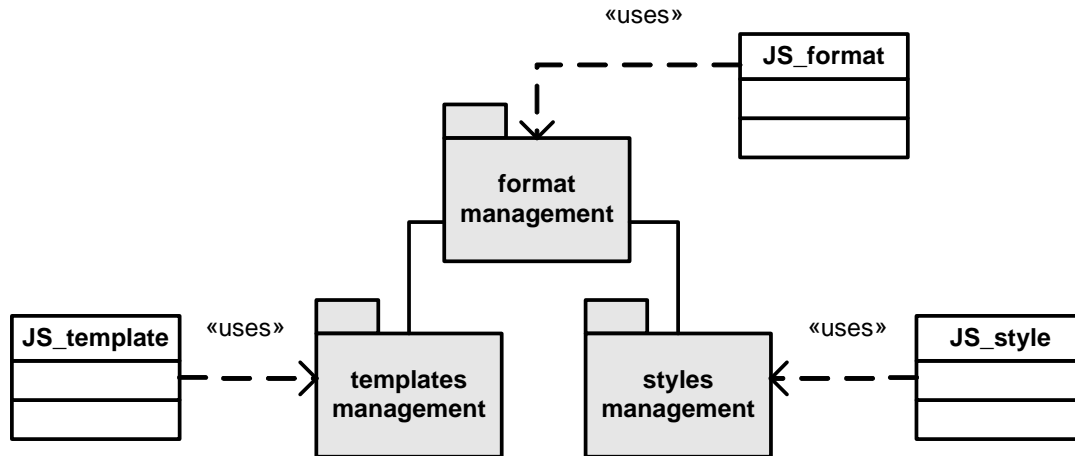 «uses»
JS_format
format
management
JS_template
«uses»
templates
management
styles
management
«uses»
JS_style